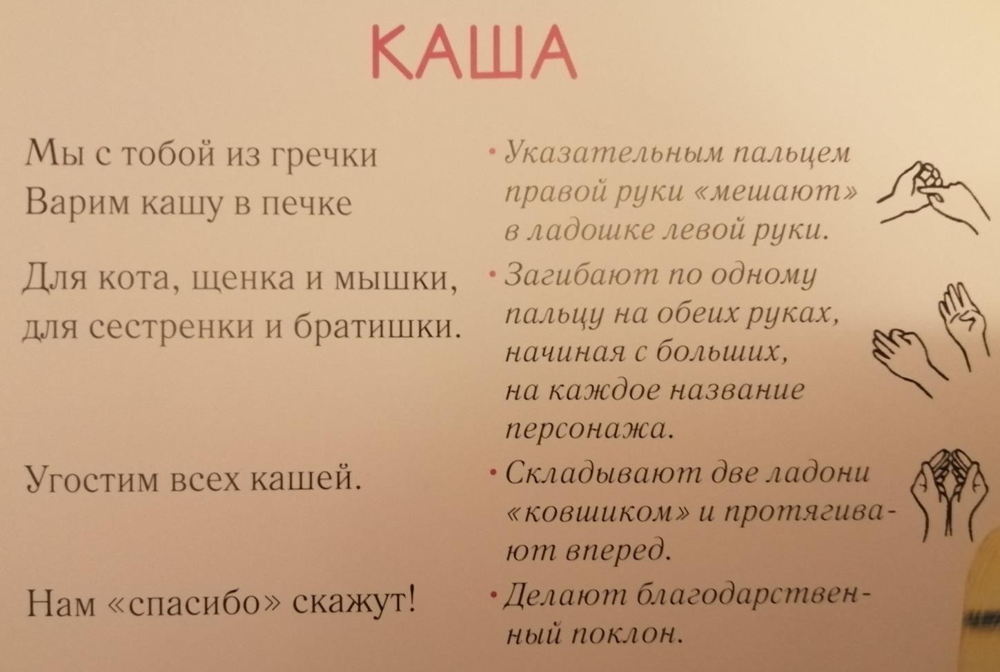 КАША
Мы с тобой из гречки
Варим кашу в печке
• Указательным пальцем
правой руки «мешают»
в ладошке левой руки.
Для кота, щенка и мышки,
для сестренки и братишки.
• Загибают по одному
пальцу на обеих руках,
начиная с больших,
на каждое название
персонажа.
Угостим всех кашей.
• Складывают две ладони
«ковшиком» и протягива-
ют вперед.
Нам «спасибо» скажут!
• Делают благодарствен-
ный поклон.